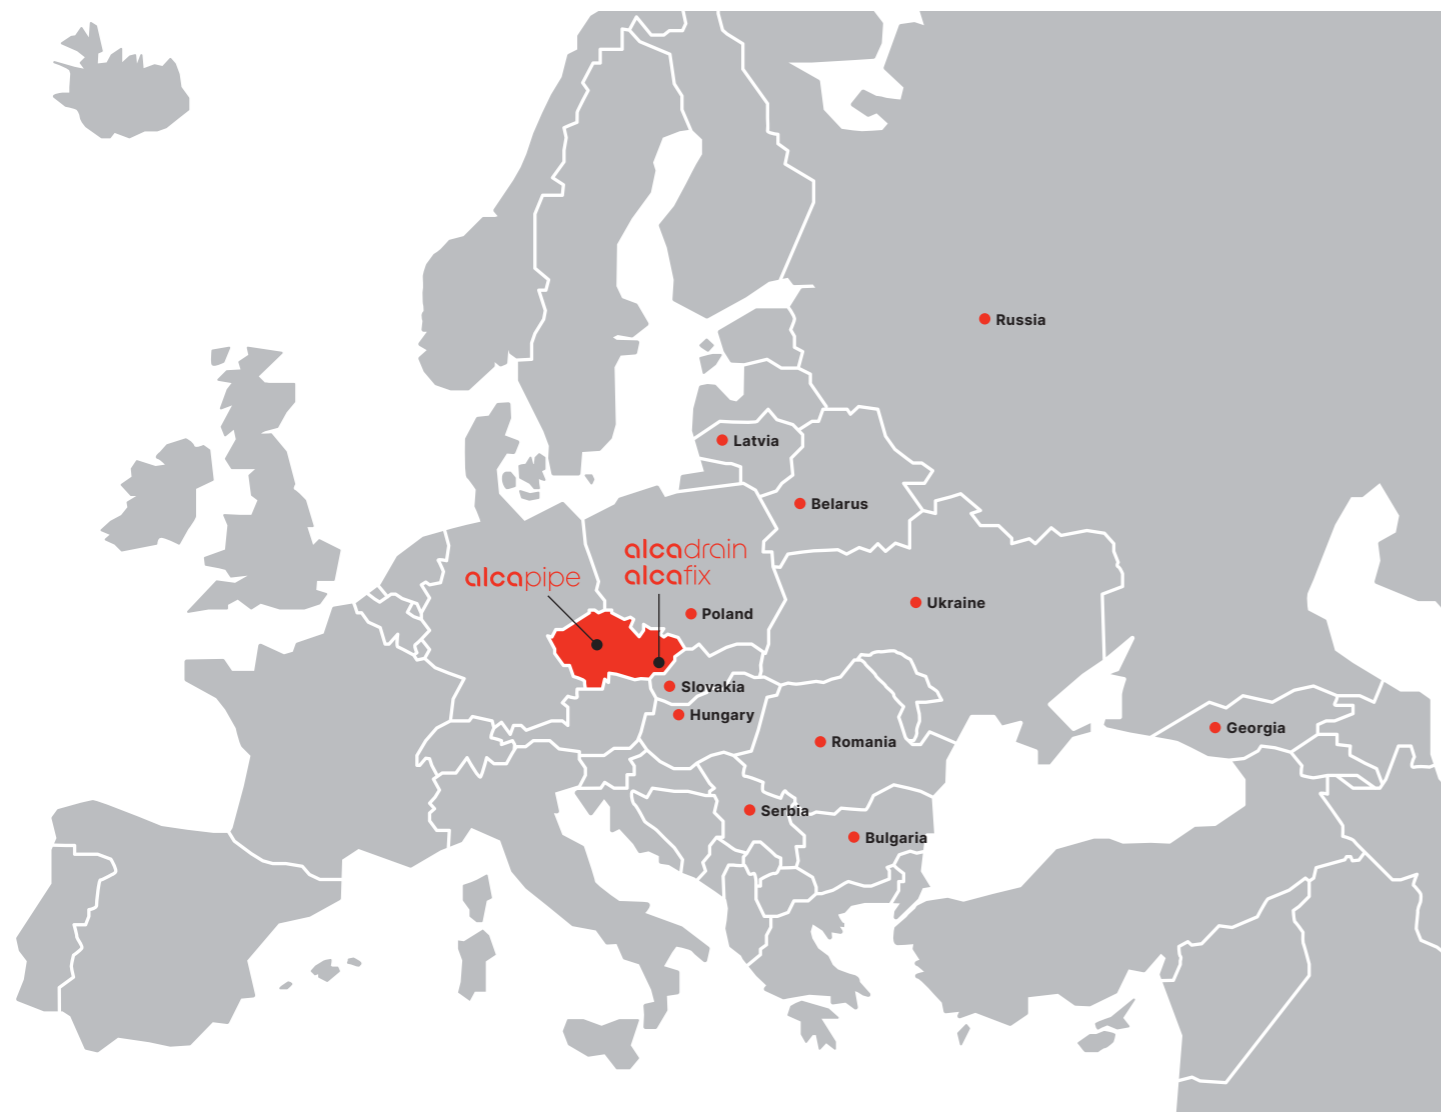 Russia
Latvia
Belarus
alcadrain
alcafix
alcapipe
Ukraine
Poland
Slovakia
Hungary
Georgia
Romania
Serbia
Bulgaria